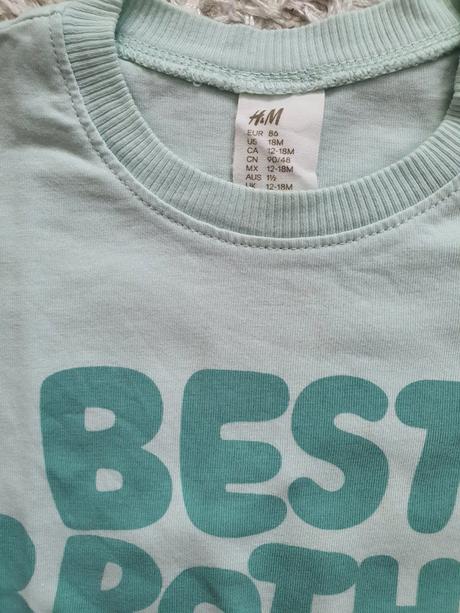 H&M
EUR 86
US 18M
CA 12-18M
CN 90/48
MX 12-18M
AUS 1½
UK 12-18M
BEST
BROTH